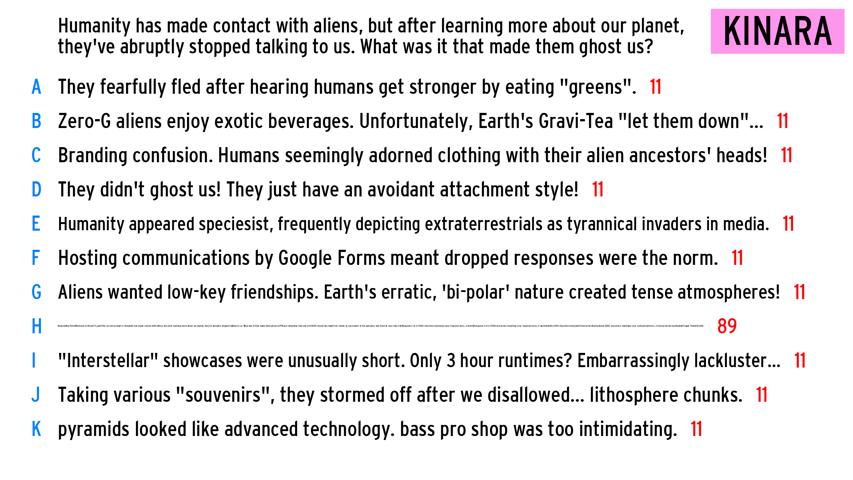 Humanity has made contact with aliens, but after learning more about our planet,
they've abruptly stopped talking to us. What was it that made them ghost us?
KINARA
A They fearfully fled after hearing humans get stronger by eating "greens". 11
B Zero-G aliens enjoy exotic beverages. Unfortunately, Earth's Gravi-Tea "let them down"... 11
C Branding confusion. Humans seemingly adorned clothing with their alien ancestors' heads! 11
D They didn't ghost us! They just have an avoidant attachment style! 11
E Humanity appeared speciesist, frequently depicting extraterrestrials as tyrannical invaders in media. 11
F Hosting communications by Google Forms meant dropped responses were the norm. 11
G Aliens wanted low-key friendships. Earth's erratic, 'bi-polar' nature created tense atmospheres! 11
H 89
I "Interstellar" showcases were unusually short. Only 3 hour runtimes? Embarrassingly lackluster... 11
J Taking various "souvenirs", they stormed off after we disallowed... lithosphere chunks. 11
K pyramids looked like advanced technology. bass pro shop was too intimidating. 11